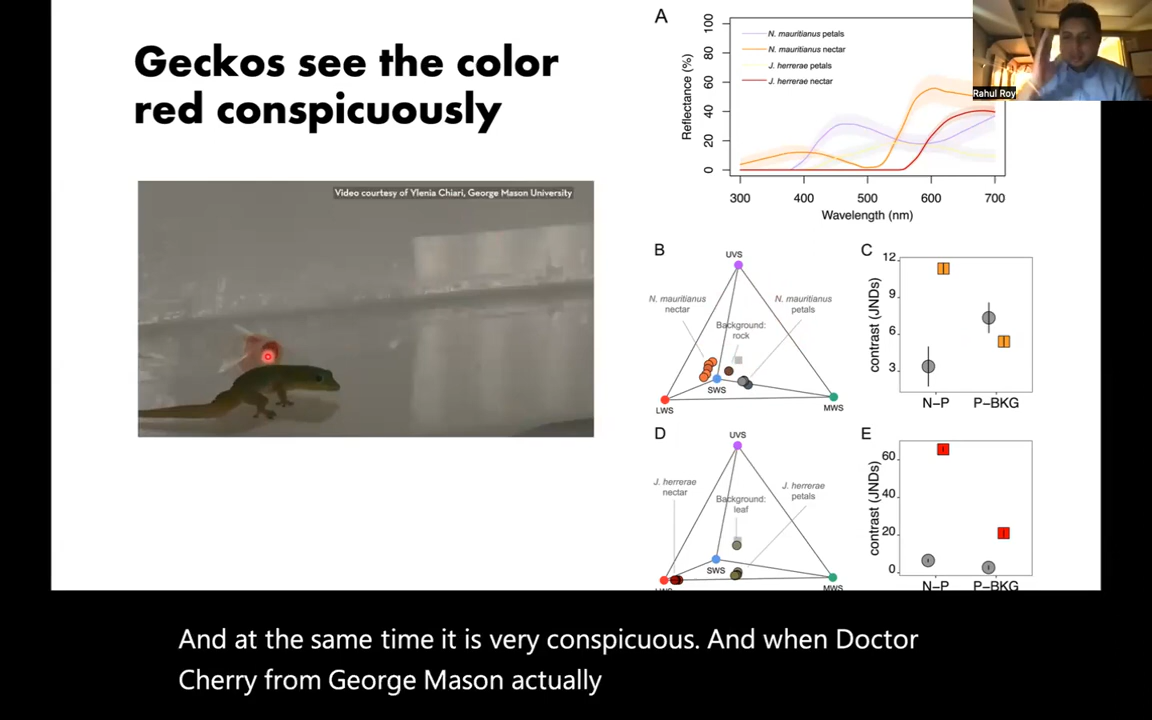 Geckos see the color
red conspicuously
Video courtesy of Ylenia Chiari, George Mason University
A
Reflectance (%)
100
80
60
40
20
0
N. mauritianus petals
N. mauritianus nectar
J. herrerae petals
J. herrerae nectar
300 400 500 600 700
Wavelength (nm)
Rahul Roy
B
UVS
N. mauritianus
nectar
N. mauritianus
petals
Background:
rock
SWS
LWS
MWS
C
contrast (JNDs)
12
9
6
3
N–P P–BKG
D
UVS
J. herrerae
nectar
J. herrerae
petals
Background:
leaf
SWS
LWS
MWS
E
contrast (JNDs)
60
40
20
0
N–P P–BKG
And at the same time it is very conspicuous. And when Doctor
Cherry from George Mason actually